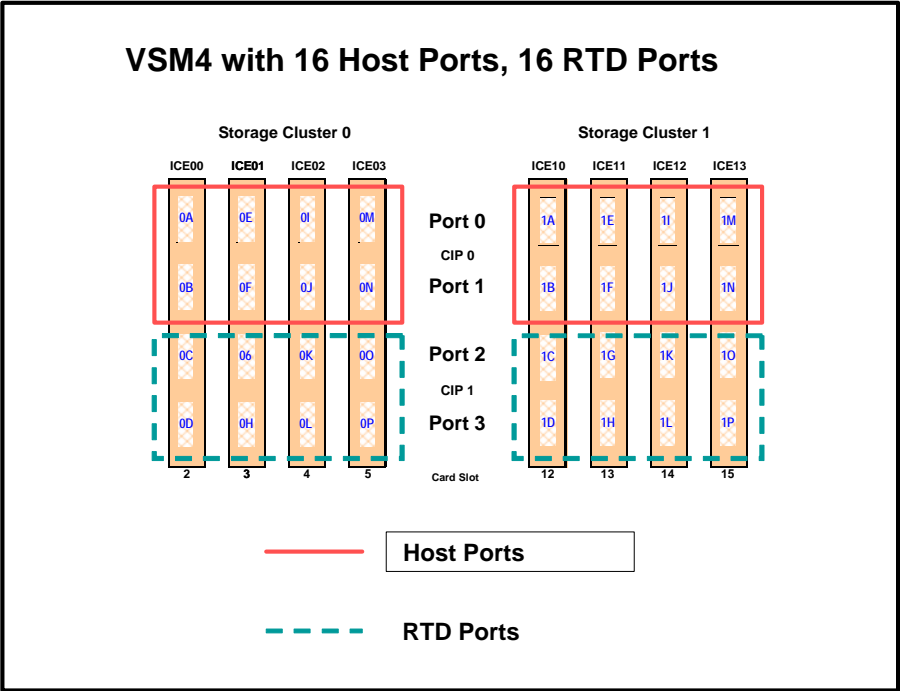 VSM4 with 16 Host Ports, 16 RTD Ports
Storage Cluster 0 Storage Cluster 1
ICE00 ICE01 ICE02 ICE03 ICE10 ICE11 ICE12 ICE13
0A 0E 0I 0M Port 0 1A 1E 1I 1M
CIP 0
0B 0F 0J 0N Port 1 1B 1F 1J 1N
0C 06 0K 0O Port 2 1C 1G 1K 1O
CIP 1
0D 0H 0L 0P Port 3 1D 1H 1L 1P
2 3 4 5 Card Slot 12 13 14 15
Host Ports
RTD Ports